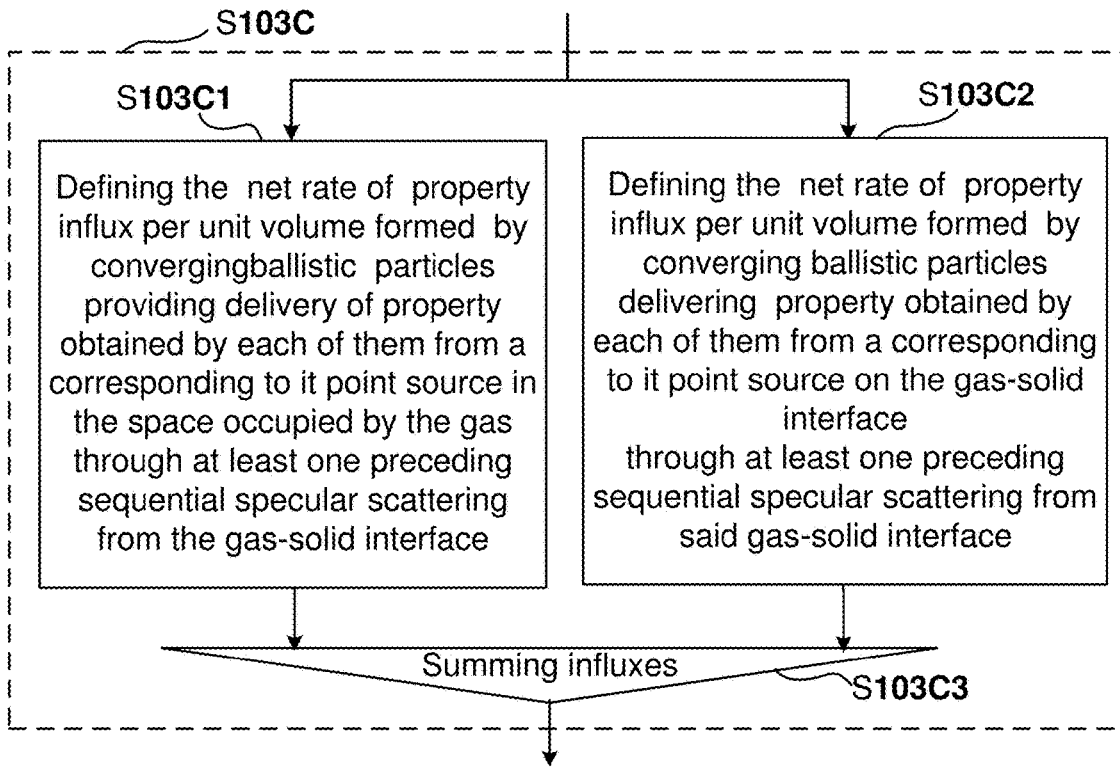 S103C
S103C1
S103C2
Defining the net rate of property
influx per unit volume formed by
convergingballistic particles
providing delivery of property
obtained by each of them from a
corresponding to it point source in
the space occupied by the gas
through at least one preceding
sequential specular scattering
from the gas-solid interface
Defining the net rate of property
influx per unit volume formed by
converging ballistic particles
delivering property obtained by
each of them from a corresponding
to it point source on the gas-solid
interface
through at least one preceding
sequential specular scattering from
said gas-solid interface
Summing influxes
S103C3